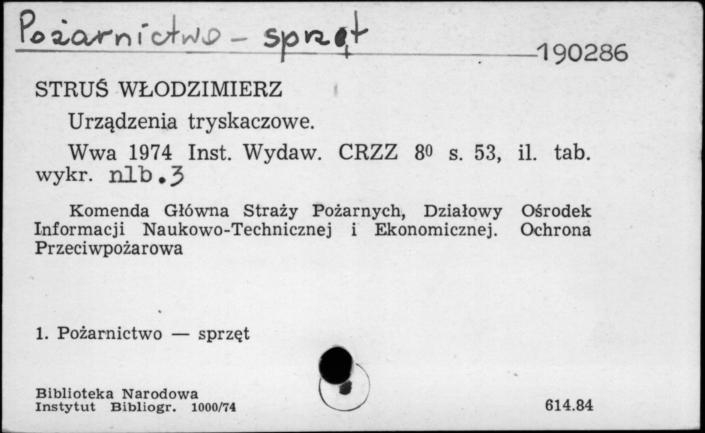 Pożarnictwo - sprzęt
190286
STRUŚ WŁODZIMIERZ
Urządzenia tryskaczowe.
Wwa 1974 Inst. Wydaw. CRZZ 8⁰ s. 53, il. tab.
wykr. nlb. 3
Komenda Główna Straży Pożarnych, Działowy Ośrodek
Informacji Naukowo-Technicznej i Ekonomicznej. Ochrona
Przeciwpożarowa
1. Pożarnictwo — sprzęt
Biblioteka Narodowa
Instytut Bibliogr. 1000/74
614.84